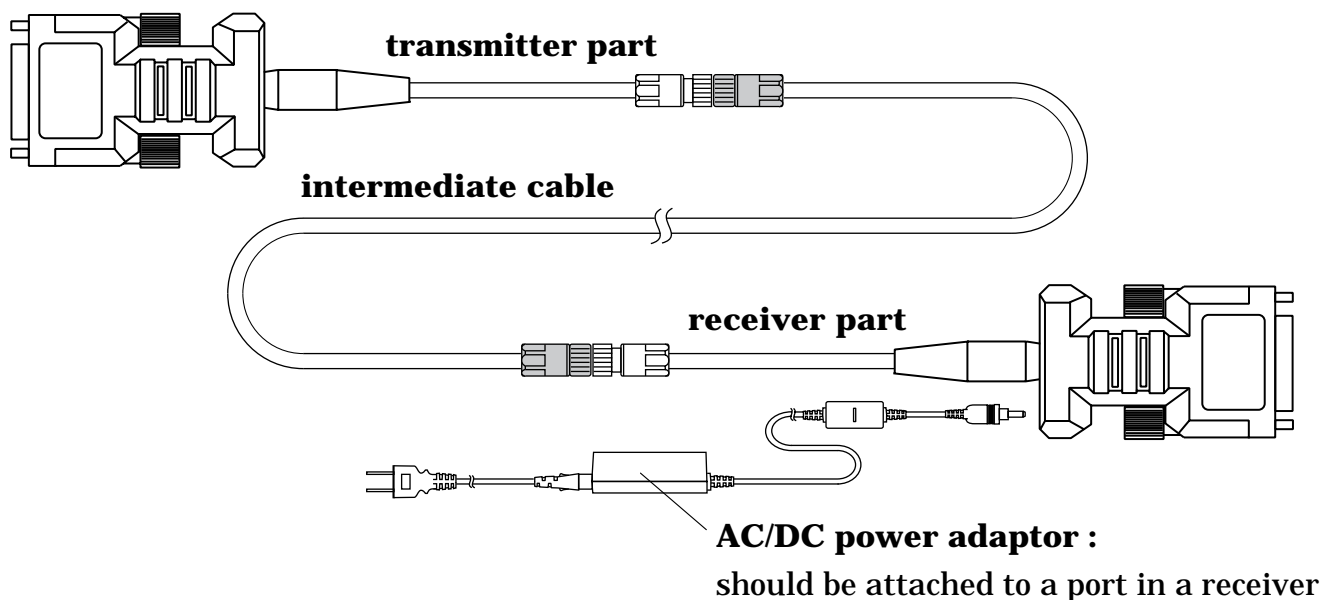 transmitter part
intermediate cable
receiver part
AC/DC power adaptor :
should be attached to a port in a receiver